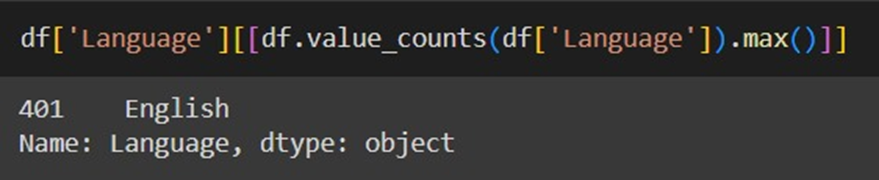 df['Language'][[df.value_counts(df['Language']).max()]]
401    English
Name: Language, dtype: object